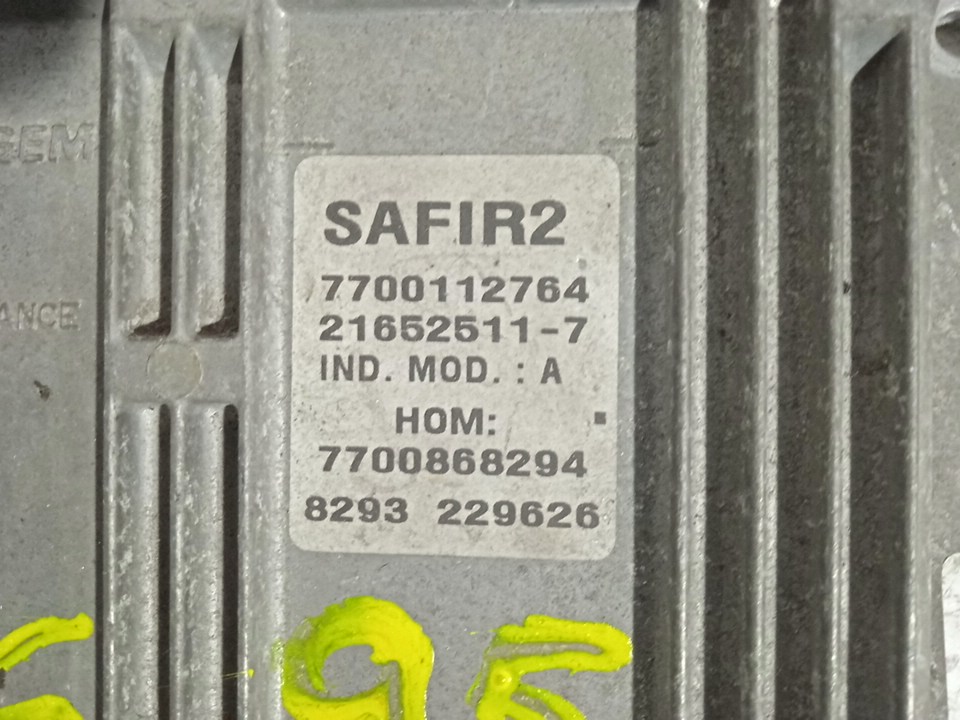 SAFIR2
7700112764
21652511-7
IND. MOD. : A
HOM:
7700868294
8293 229626